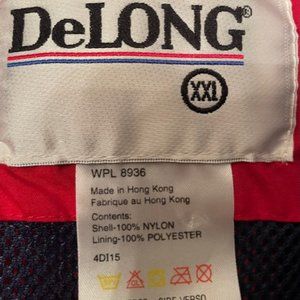 DeLONG®
XXL
WPL 8936
Made in Hong Kong
Fabrique au Hong Kong
Contents:
Shell-100% NYLON
Lining-100% POLYESTER
4DI15